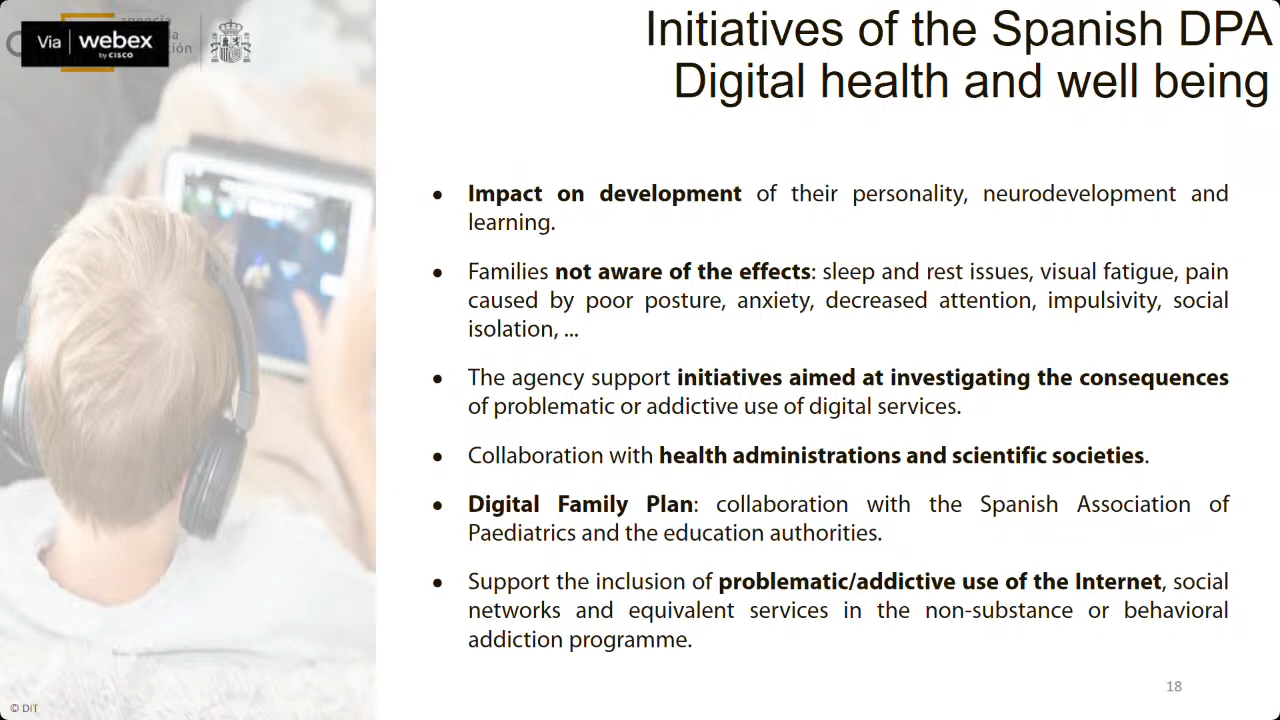 Via webex
by CISCO
Initiatives of the Spanish DPA
Digital health and well being
● Impact on development of their personality, neurodevelopment and
learning.
● Families not aware of the effects: sleep and rest issues, visual fatigue, pain
caused by poor posture, anxiety, decreased attention, impulsivity, social
isolation, ...
● The agency support initiatives aimed at investigating the consequences
of problematic or addictive use of digital services.
● Collaboration with health administrations and scientific societies.
● Digital Family Plan: collaboration with the Spanish Association of
Paediatrics and the education authorities.
● Support the inclusion of problematic/addictive use of the Internet, social
networks and equivalent services in the non-substance or behavioral
addiction programme.
18
© DIT